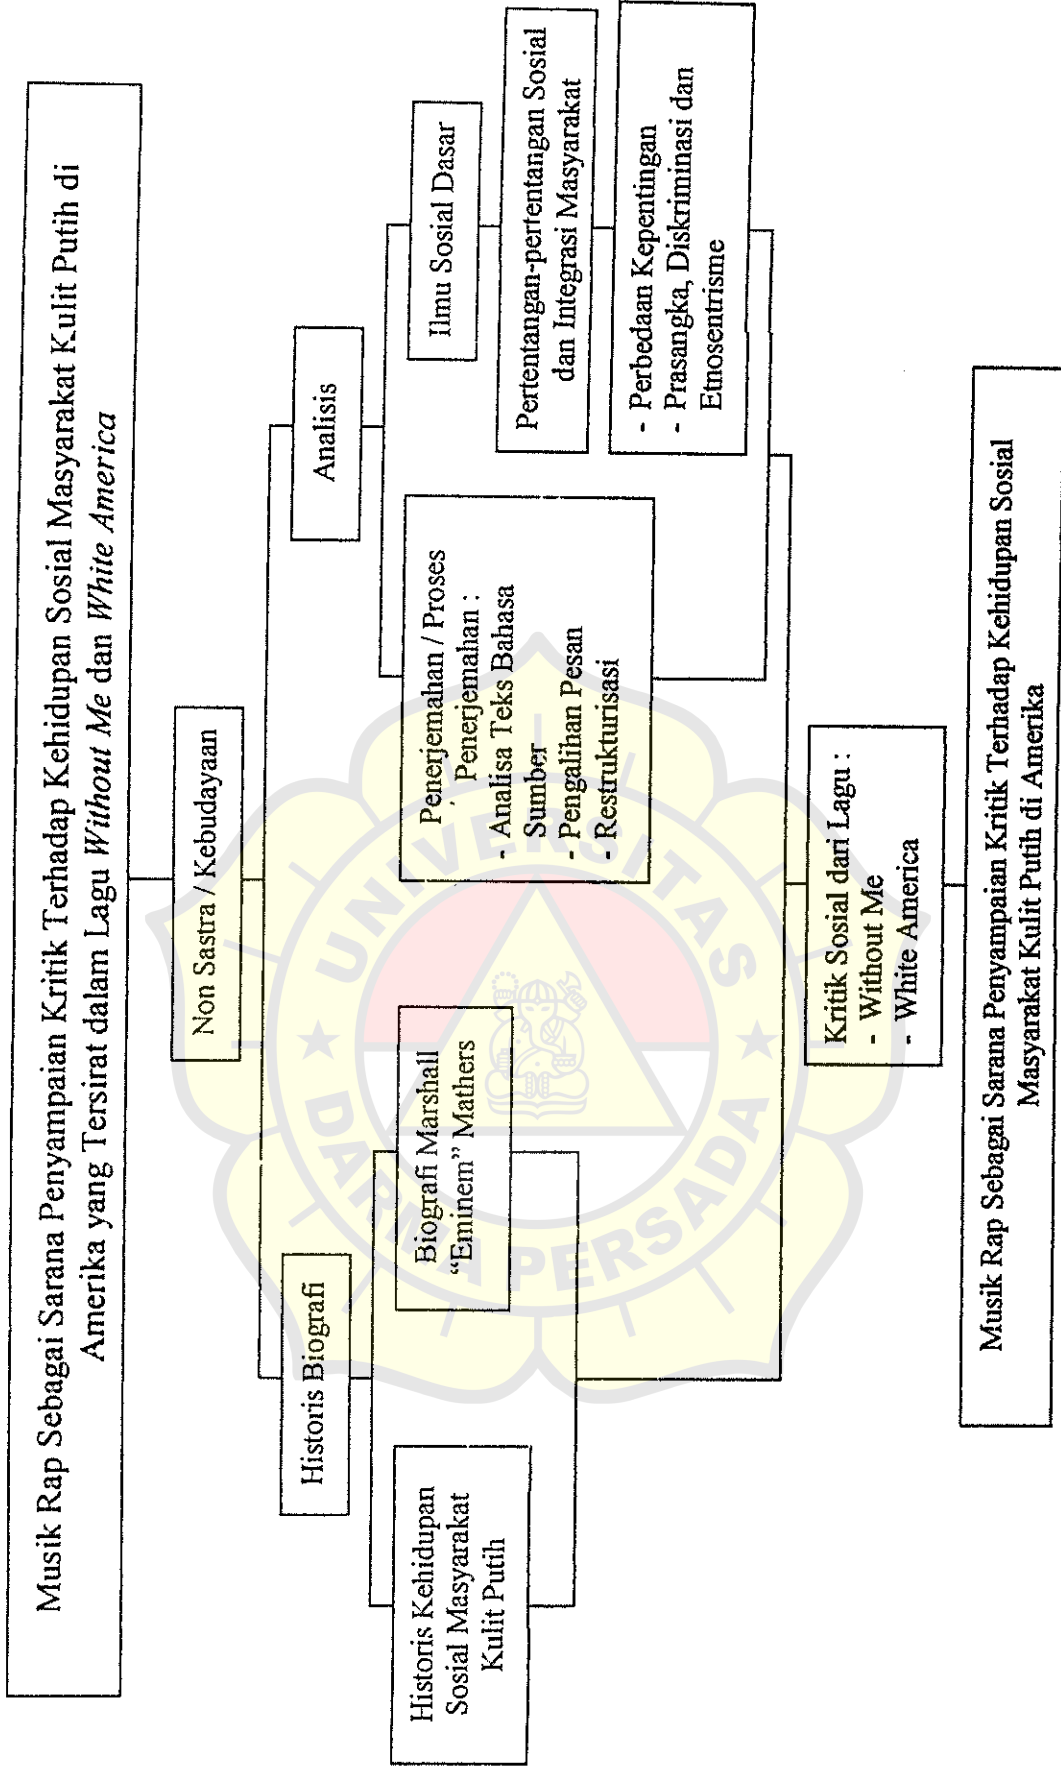 Musik Rap Sebagai Sarana Penyampaian Kritik Terhadap Kehidupan Sosial Masyarakat Kulit Putih di
Amerika yang Tersirat dalam Lagu Without Me dan White America
Non Sastra / Kebudayaan
Historis Biografi
Analisis
Historis Kehidupan
Sosial Masyarakat
Kulit Putih
Biografi Marshall
“Eminem” Mathers
Penerjemahan / Proses
Penerjemahan :
- Analisa Teks Bahasa
Sumber
- Pengalihan Pesan
- Restrukturisasi
Ilmu Sosial Dasar
Pertentangan-pertentangan Sosial
dan Integrasi Masyarakat
- Perbedaan Kepentingan
- Prasangka, Diskriminasi dan
Etnosentrisme
Kritik Sosial dari Lagu :
- Without Me
- White America
Musik Rap Sebagai Sarana Penyampaian Kritik Terhadap Kehidupan Sosial
Masyarakat Kulit Putih di Amerika
UNIVERSITAS
DARMA PERSADA